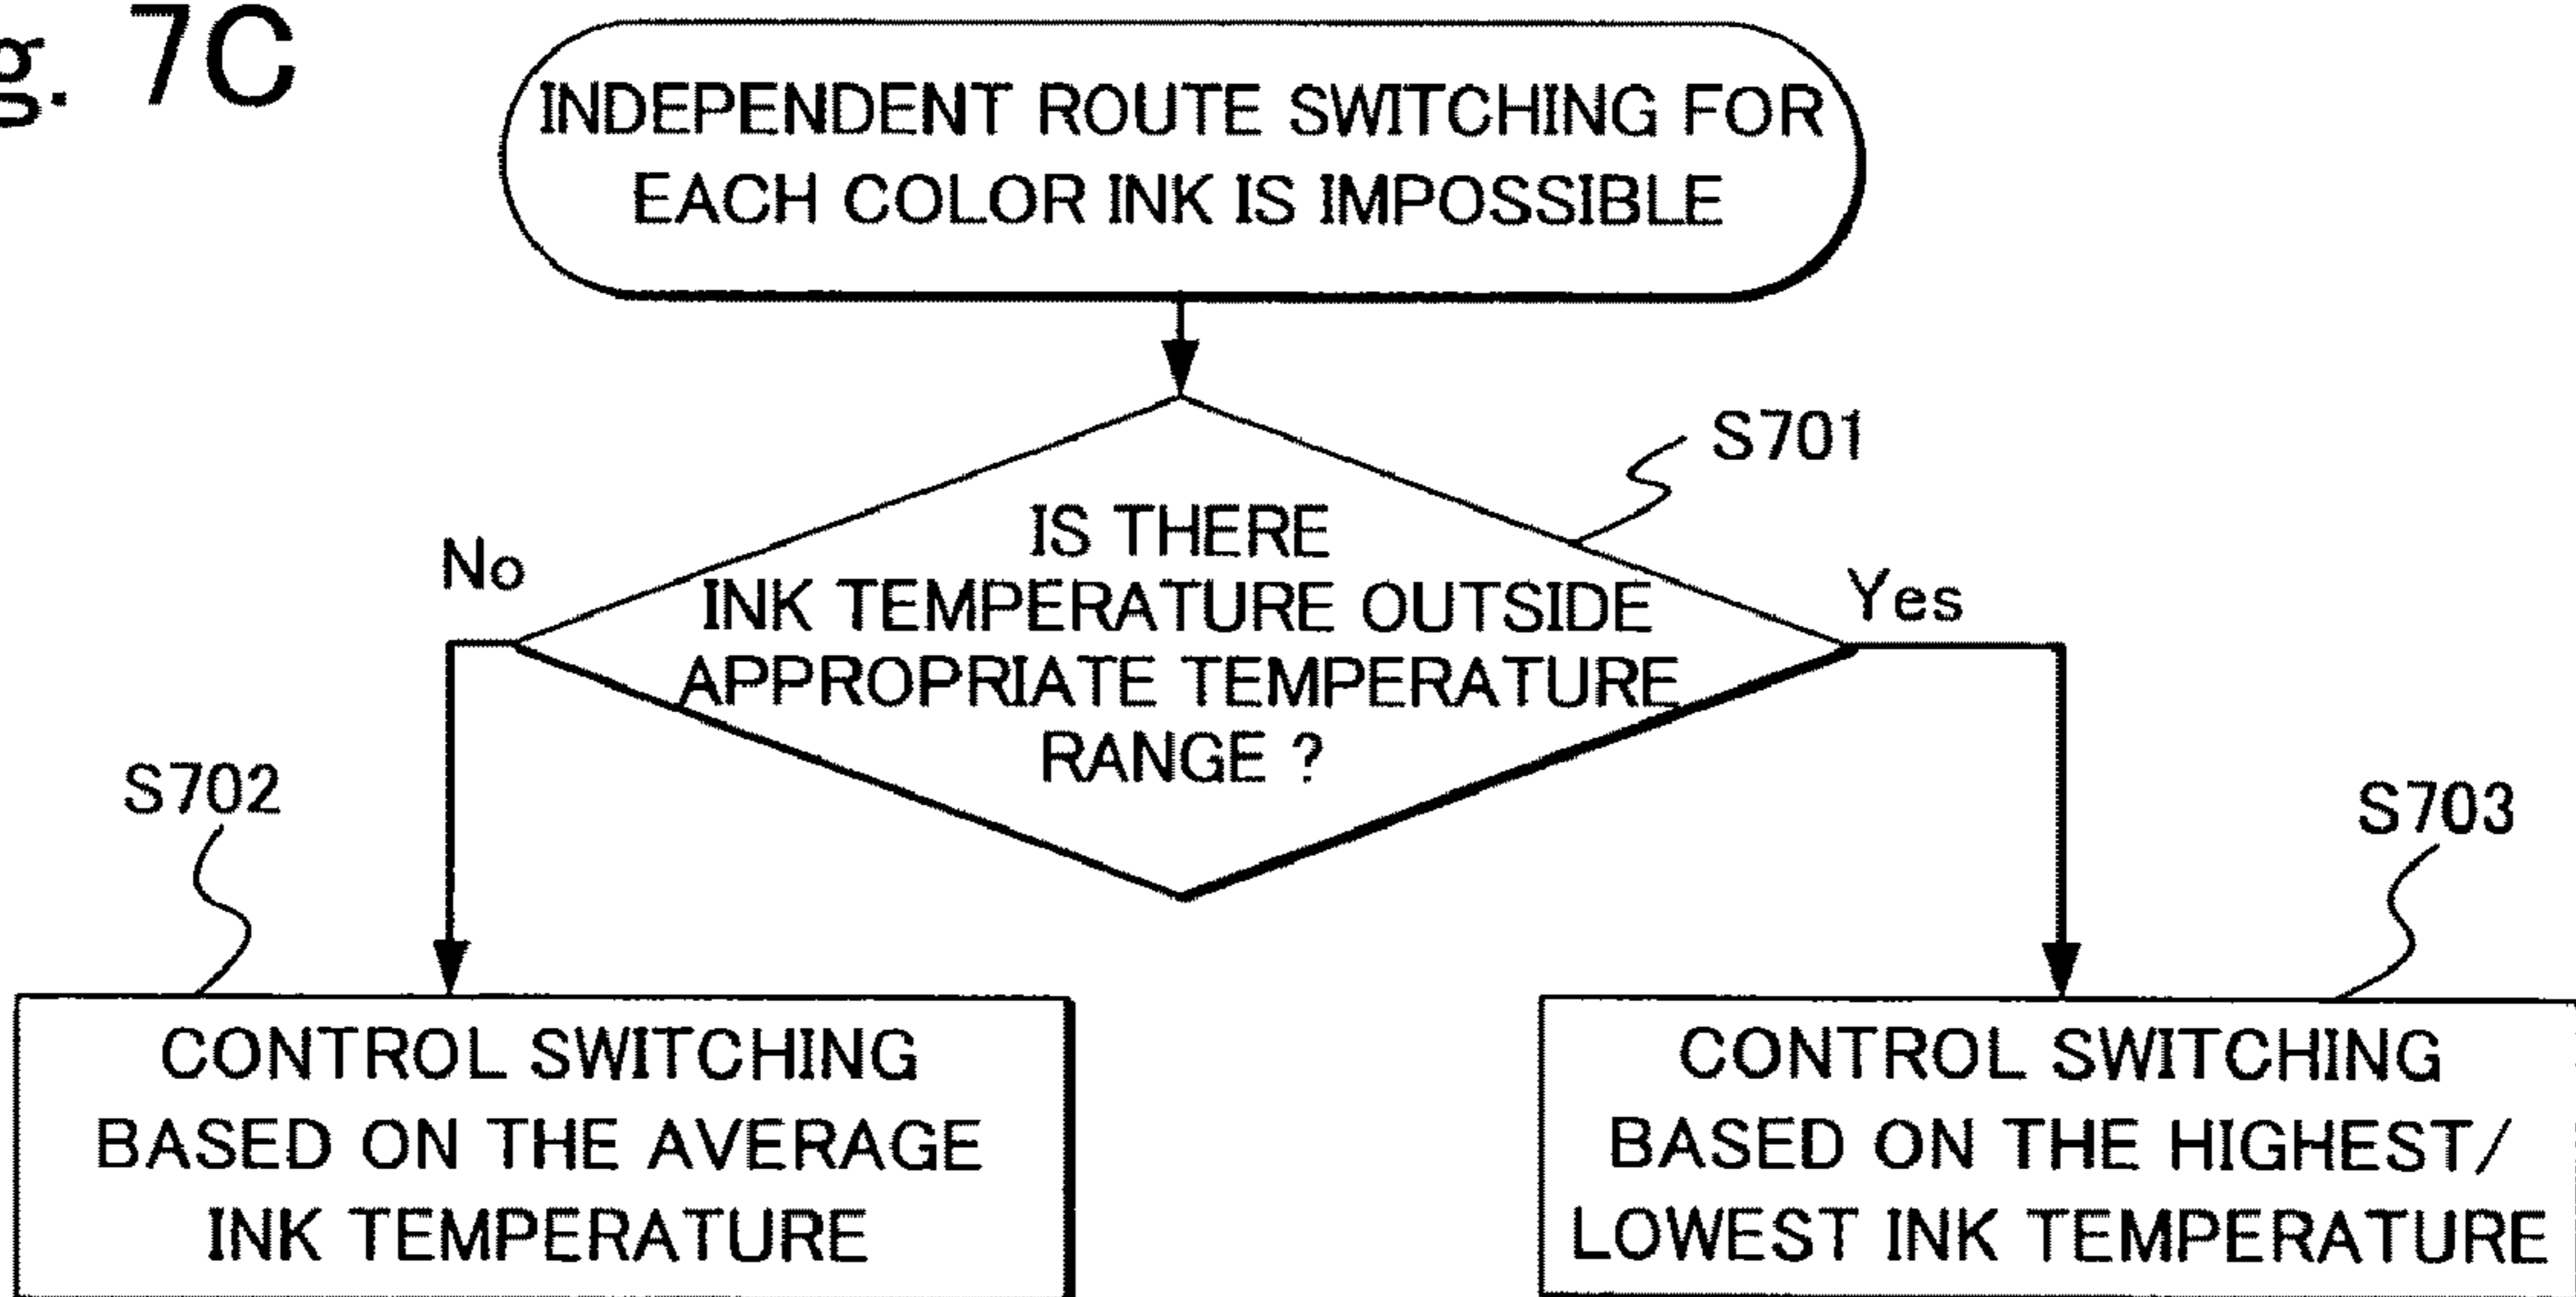 g. 7C
INDEPENDENT ROUTE SWITCHING FOR
EACH COLOR INK IS IMPOSSIBLE
S701
IS THERE
INK TEMPERATURE OUTSIDE
APPROPRIATE TEMPERATURE
RANGE ?
No
Yes
S702
S703
CONTROL SWITCHING
BASED ON THE AVERAGE
INK TEMPERATURE
CONTROL SWITCHING
BASED ON THE HIGHEST/
LOWEST INK TEMPERATURE